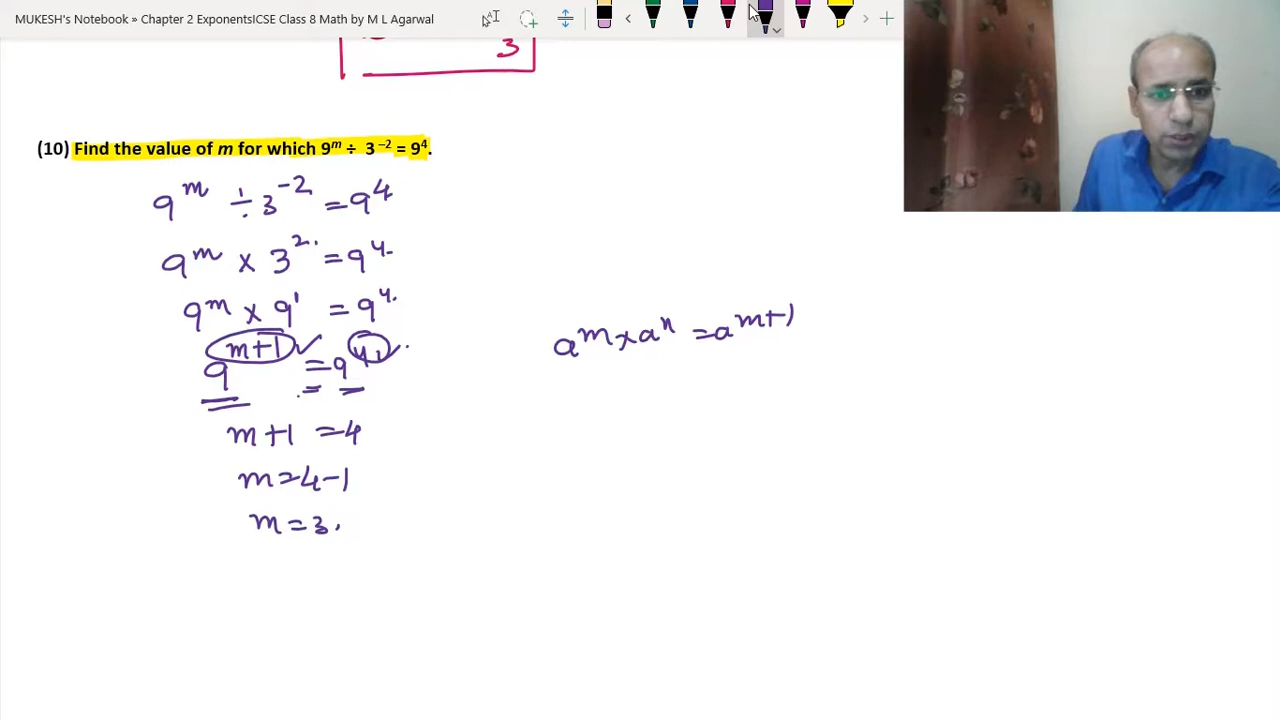 MUKESH's Notebook » Chapter 2 ExponentsICSE Class 8 Math by M L Agarwal
3
(10) Find the value of m for which 9ᵐ ÷ 3⁻² = 9⁴.
9ᵐ ÷ 3⁻² = 9⁴
9ᵐ × 3² = 9⁴
9ᵐ × 9¹ = 9⁴
9ᵐ⁺¹ = 9⁴
aᵐ × aⁿ = aᵐ⁺¹
m+1 = 4
m = 4-1
m = 3.